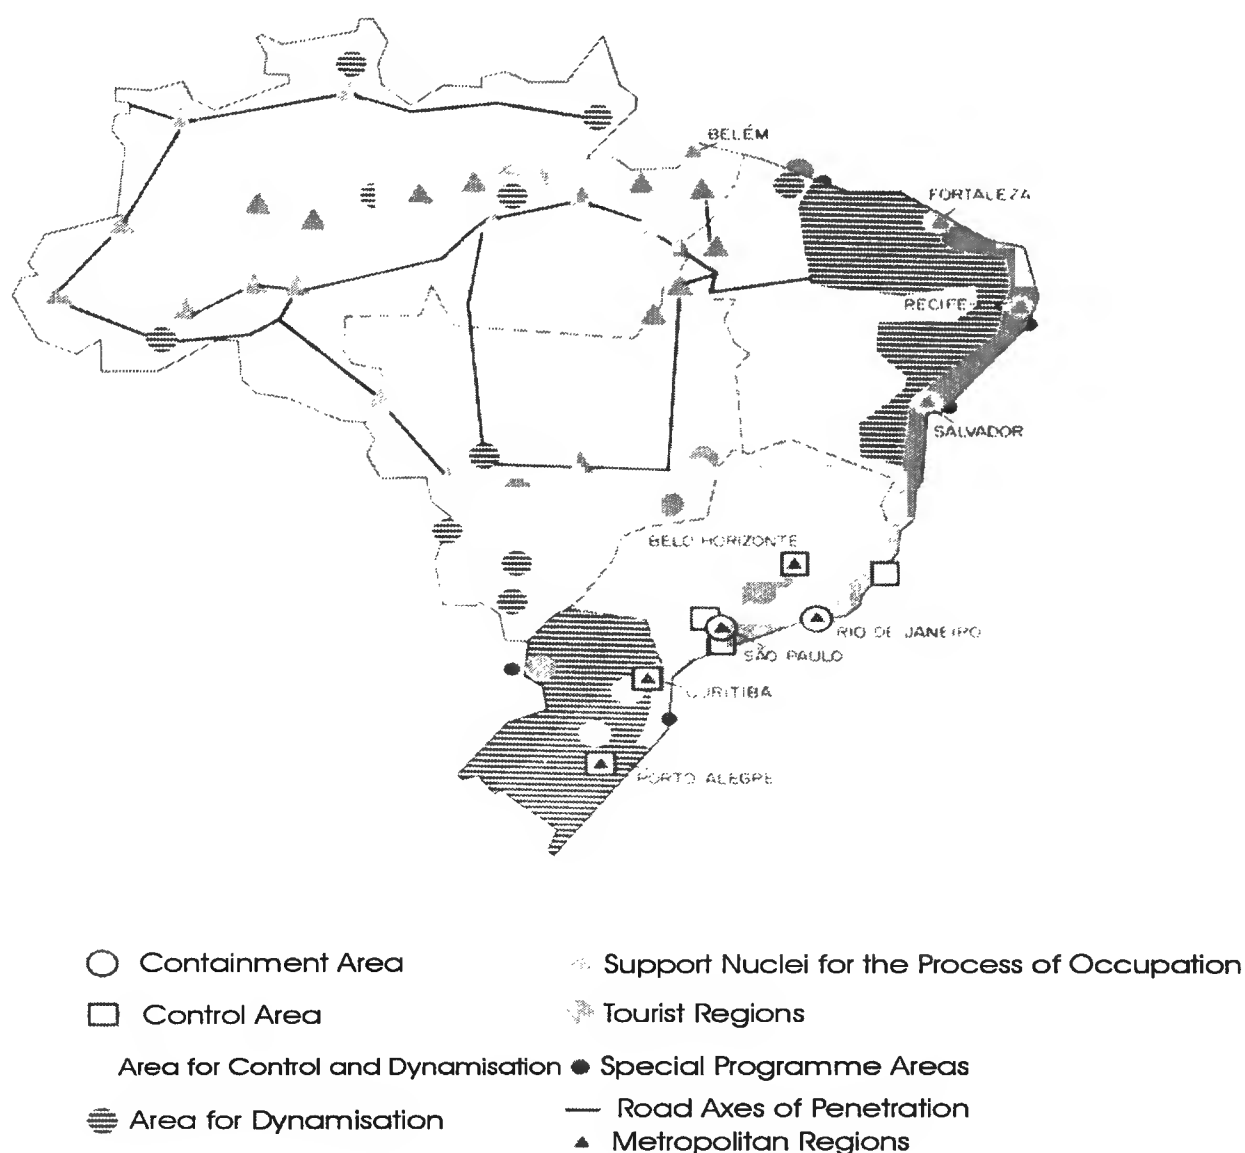 BELÉM
FORTALEZA
RECIFE
SALVADOR
BELO HORIZONTE
RIO DE JANEIRO
SÃO PAULO
CURITIBA
PORTO ALEGRE
Containment Area
Control Area
Area for Control and Dynamisation
Area for Dynamisation
Support Nuclei for the Process of Occupation
Tourist Regions
Special Programme Areas
Road Axes of Penetration
Metropolitan Regions